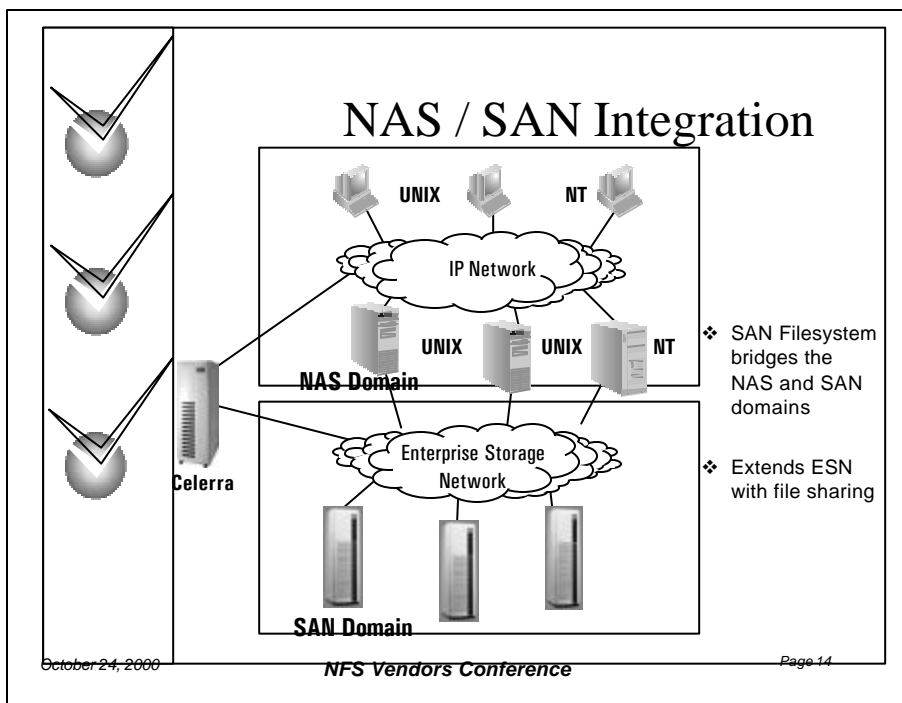 NAS / SAN Integration
UNIX
NT
IP Network
UNIX
UNIX
NT
NAS Domain
Celerra
Enterprise Storage
Network
SAN Domain
❖ SAN Filesystem
bridges the
NAS and SAN
domains
❖ Extends ESN
with file sharing
October 24, 2000
NFS Vendors Conference
Page 14